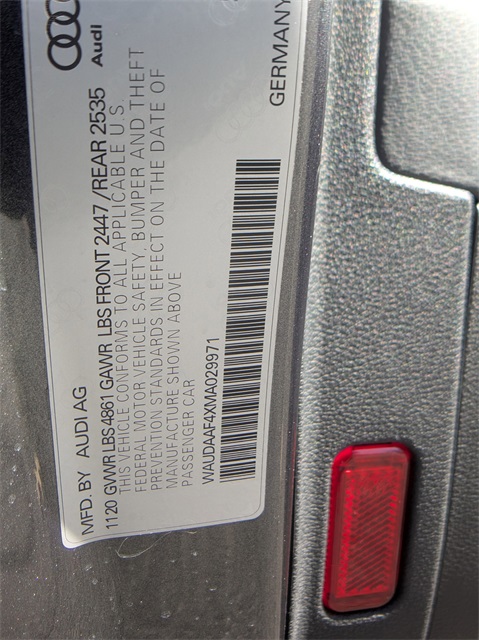 Audi
GERMANY
MFD. BY AUDI AG
1120 GVWR LBS 4861 GAWR LBS FRONT 2447/REAR 2535
THIS VEHICLE CONFORMS TO ALL APPLICABLE U S
FEDERAL MOTOR VEHICLE SAFETY, BUMPER AND THEFT
PREVENTION STANDARDS IN EFFECT ON THE DATE OF
MANUFACTURE SHOWN ABOVE
PASSENGER CAR
WAUDAAF4XMA029971